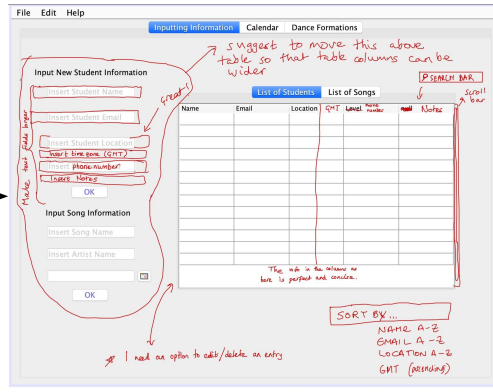 File Edit Help
Inputting Information Calendar Dance Formations
suggest to move this above
table so that table columns can be
wider
Input New Student Information
SEARCH BAR
Great!
Scroll
bar
Insert Student Name
List of Students List of Songs
Name Email Location GMT Level phone number Notes
Insert Student Email
Make text fields larger
Insert Student Location
Insert time zone (GMT)
Insert phone number
Insert Notes
OK
Input Song Information
Insert Song Name
Insert Artist Name
The info in the columns as
here is perfect and concise.
OK
SORT BY...
NAME A-Z
EMAIL A-Z
LOCATION A-Z
GMT (ascending)
I need an option to edit/delete an entry